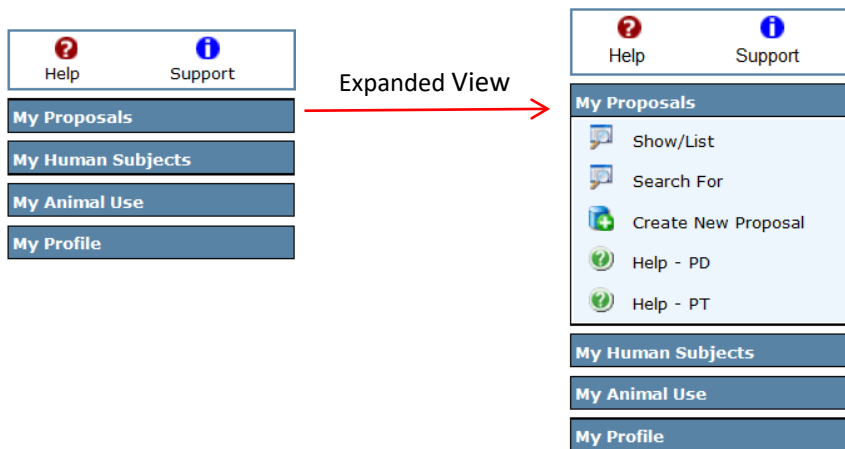 Help Support
My Proposals
My Human Subjects
My Animal Use
My Profile
Expanded View
Help Support
My Proposals
Show/List
Search For
Create New Proposal
Help - PD
Help - PT
My Human Subjects
My Animal Use
My Profile